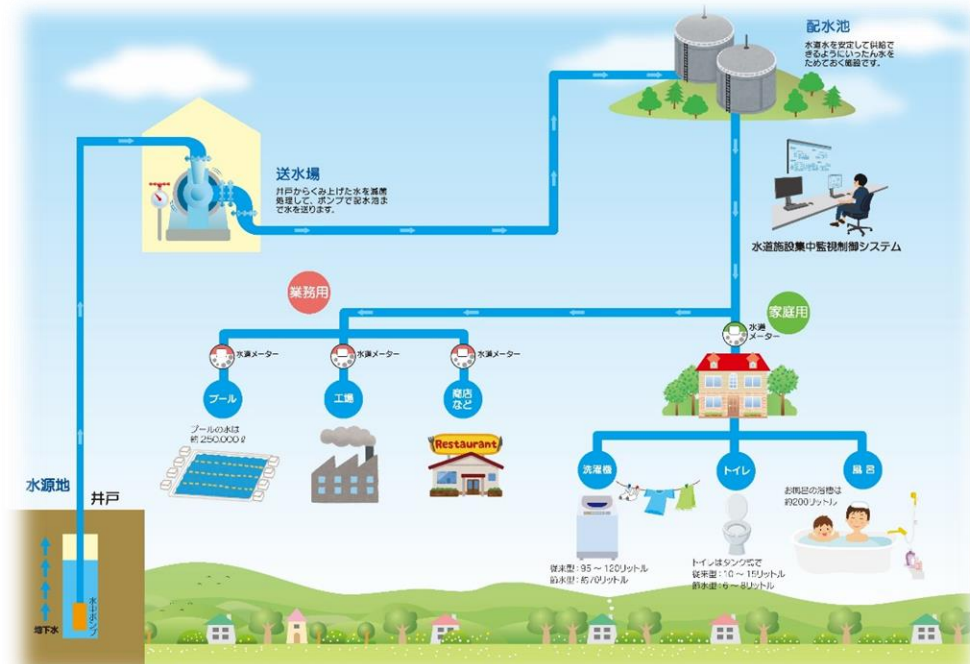 配水池
水道水を安定して供給で
きるようにいったん水を
ためておく施設です。
送水場
井戸からくみ上げた水を滅菌
処理して、ポンプで配水池ま
で水を送ります。
水道施設集中監視制御システム
業務用
家庭用
水道
メーター
水道メーター
水道メーター
水道メーター
プール
工場
商店
など
プールの水は
約250,000ℓ
Restaurant
洗濯機
トイレ
風呂
お風呂の浴槽は
約200リットル
従来型:95～120リットル
節水型:約70リットル
トイレはタンク式で
従来型:10～15リットル
節水型:6～8リットル
水源地
井戸
水中ポンプ
地下水